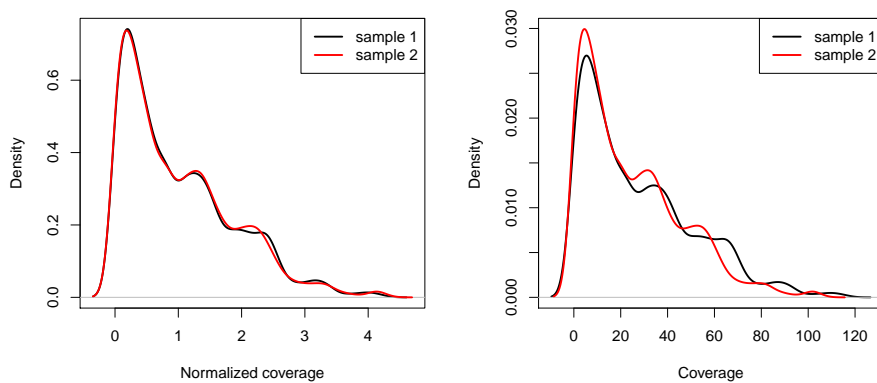 sample 1
sample 2
Density
0.0 0.2 0.4 0.6
0 1 2 3 4
Normalized coverage
sample 1
sample 2
Density
0.000 0.010 0.020 0.030
0 20 40 60 80 100 120
Coverage